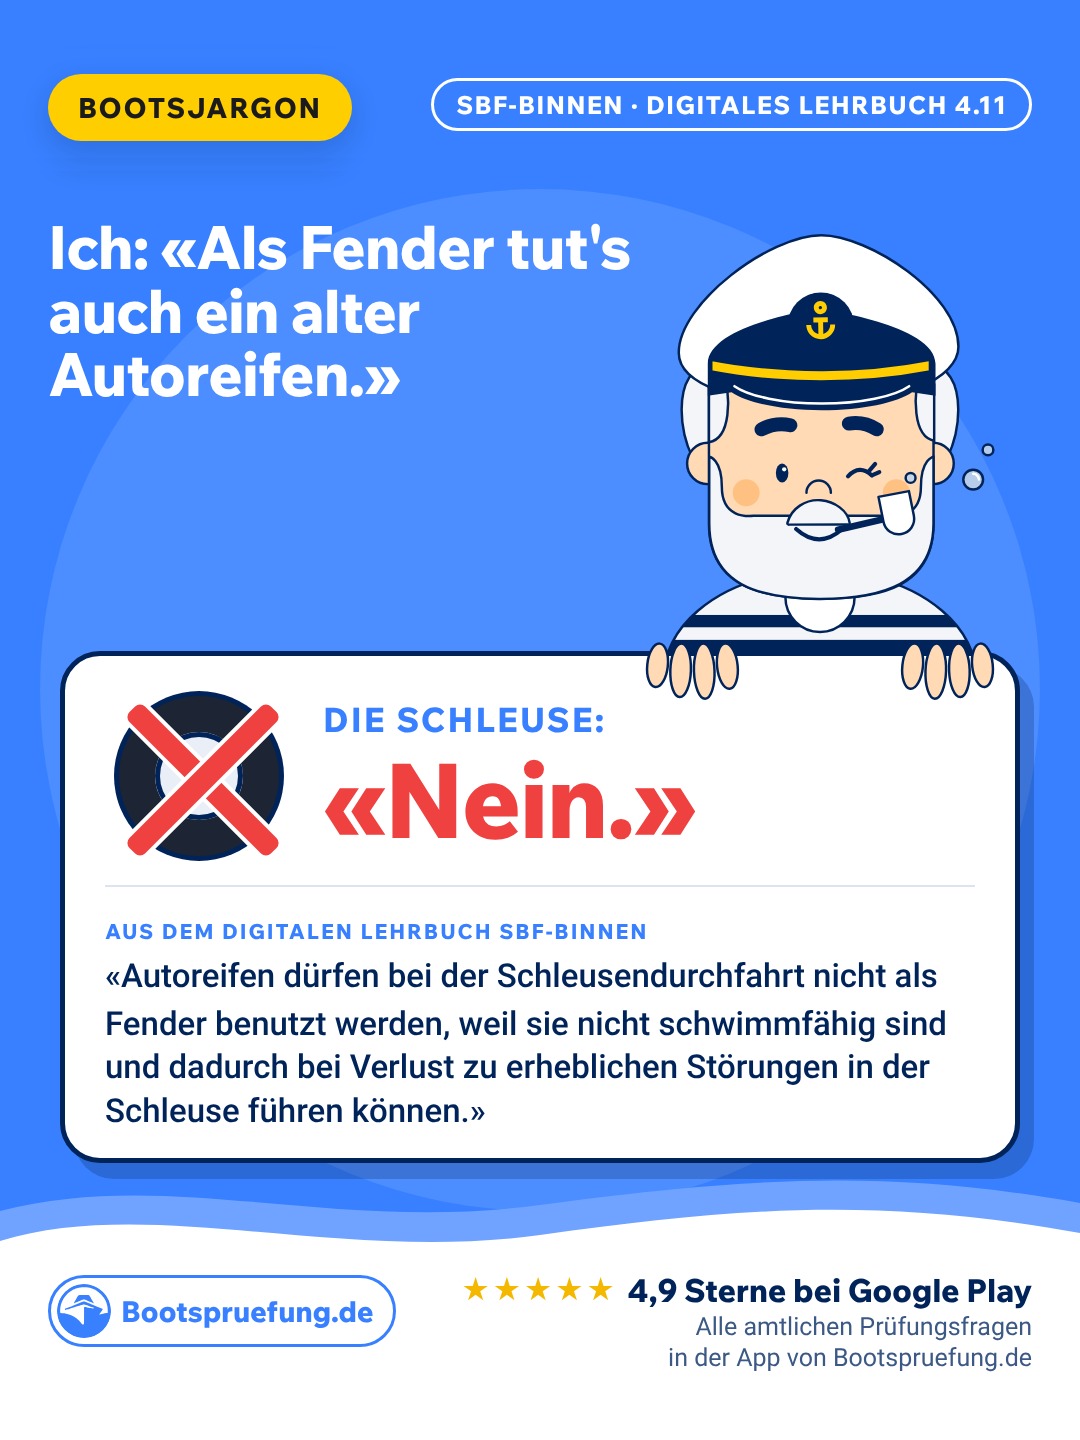 BOOTSJARGON
SBF-BINNEN · DIGITALES LEHRBUCH 4.11
Ich: «Als Fender tut's
auch ein alter
Autoreifen.»
DIE SCHLEUSE:
«Nein.»
AUS DEM DIGITALEN LEHRBUCH SBF-BINNEN
«Autoreifen dürfen bei der Schleusendurchfahrt nicht als
Fender benutzt werden, weil sie nicht schwimmfähig sind
und dadurch bei Verlust zu erheblichen Störungen in der
Schleuse führen können.»
Bootspruefung.de
★★★★★ 4,9 Sterne bei Google Play
Alle amtlichen Prüfungsfragen
in der App von Bootspruefung.de